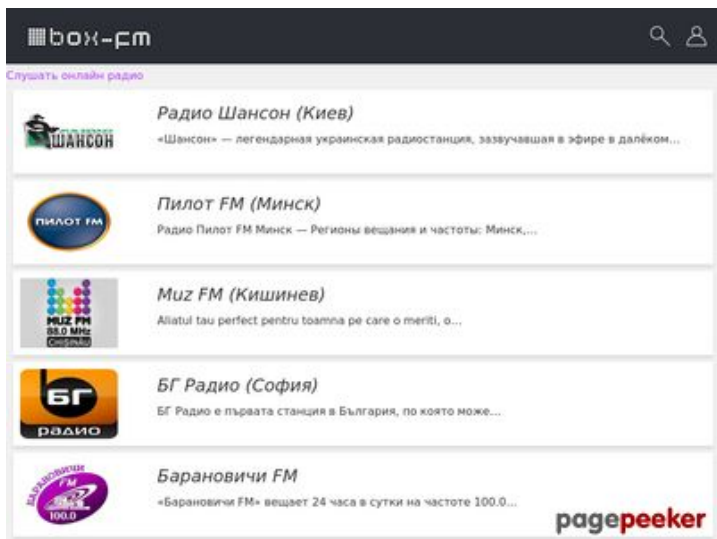 box-fm
Слушать онлайн радио
ШАНСОН
Радио Шансон (Киев)
«Шансон» — легендарная украинская радиостанция, зазвучавшая в эфире в далёком...
ПИЛОТ FM
Пилот FM (Минск)
Радио Пилот FM Минск — Регионы вещания и частоты: Минск,...
MUZ FM
88.0 MHz
CHIȘINĂU
Muz FM (Кишинев)
Aliatul tau perfect pentru toamna pe care o meriti, o...
БГ
РАДИО
БГ Радио (София)
БГ Радио е първата станция в България, по която може...
БАРАНОВИЧИ
FM
100.0
Барановичи FM
«Барановичи FM» вещает 24 часа в сутки на частоте 100.0...
pagepeeker